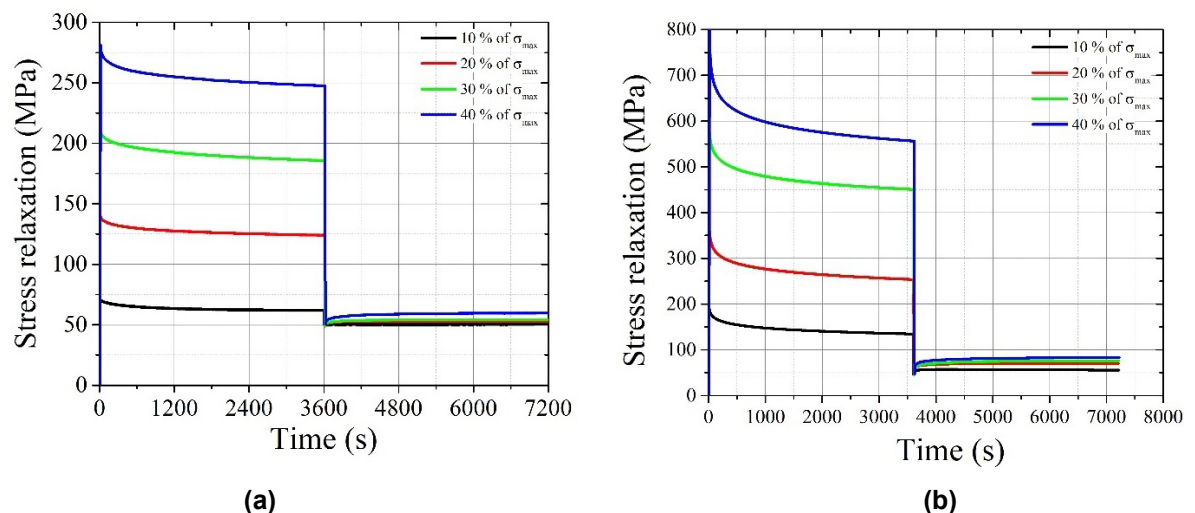 300
250
200
150
100
50
0
Stress relaxation (MPa)
10 % of σmax
20 % of σmax
30 % of σmax
40 % of σmax
0 1200 2400 3600 4800 6000 7200
Time (s)
(a)
800
700
600
500
400
300
200
100
0
Stress relaxation (MPa)
10 % of σmax
20 % of σmax
30 % of σmax
40 % of σmax
0 1000 2000 3000 4000 5000 6000 7000 8000
Time (s)
(b)